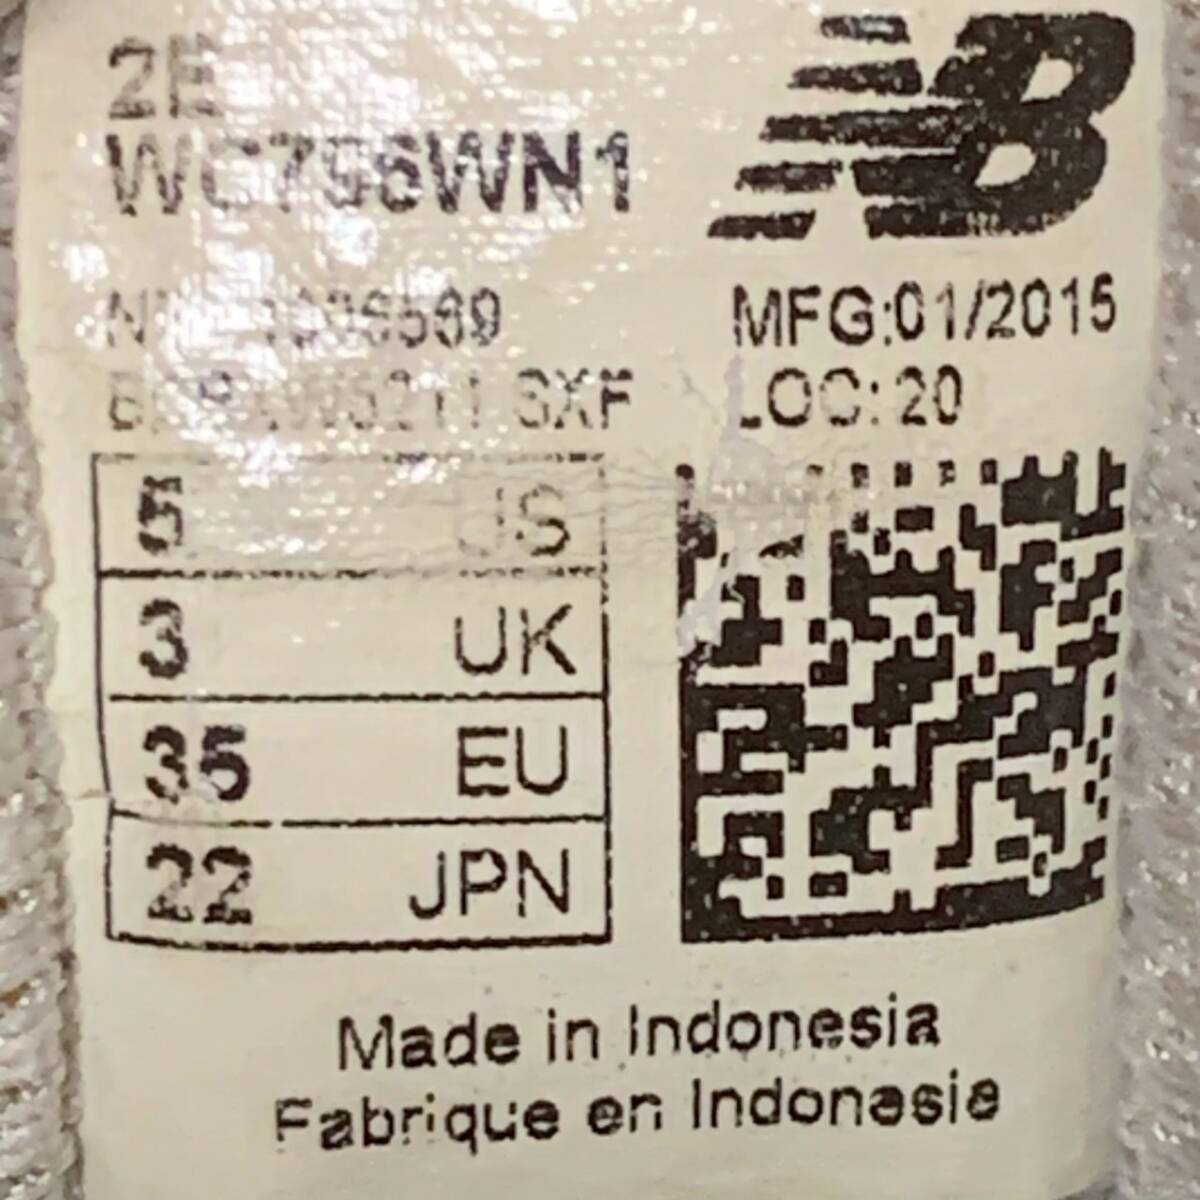 2E
WC796WN1
MFG:01/2015
LOC: 20
5 US
3 UK
35 EU
22 JPN
Made in Indonesia
Fabrique en Indonesie